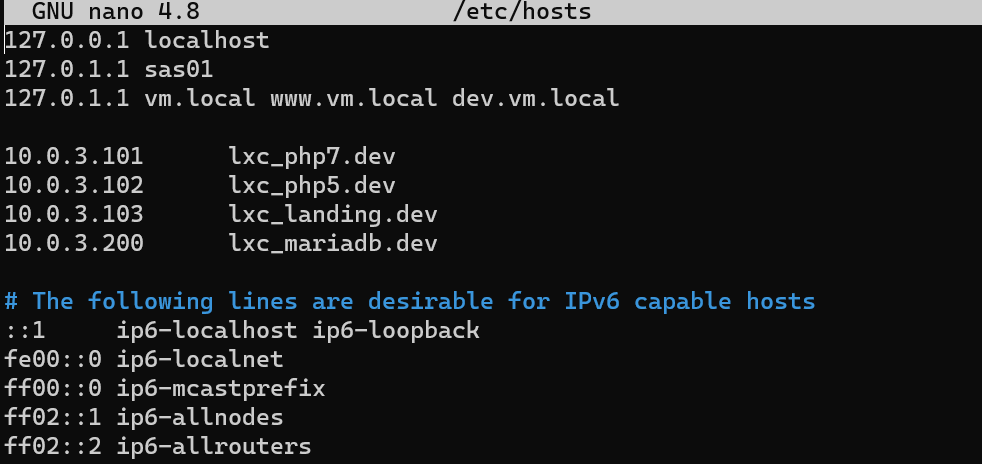 GNU nano 4.8 /etc/hosts
127.0.0.1 localhost
127.0.1.1 sas01
127.0.1.1 vm.local www.vm.local dev.vm.local
10.0.3.101 lxc_php7.dev
10.0.3.102 lxc_php5.dev
10.0.3.103 lxc_landing.dev
10.0.3.200 lxc_mariadb.dev
# The following lines are desirable for IPv6 capable hosts
::1 ip6-localhost ip6-loopback
fe00::0 ip6-localnet
ff00::0 ip6-mcastprefix
ff02::1 ip6-allnodes
ff02::2 ip6-allrouters